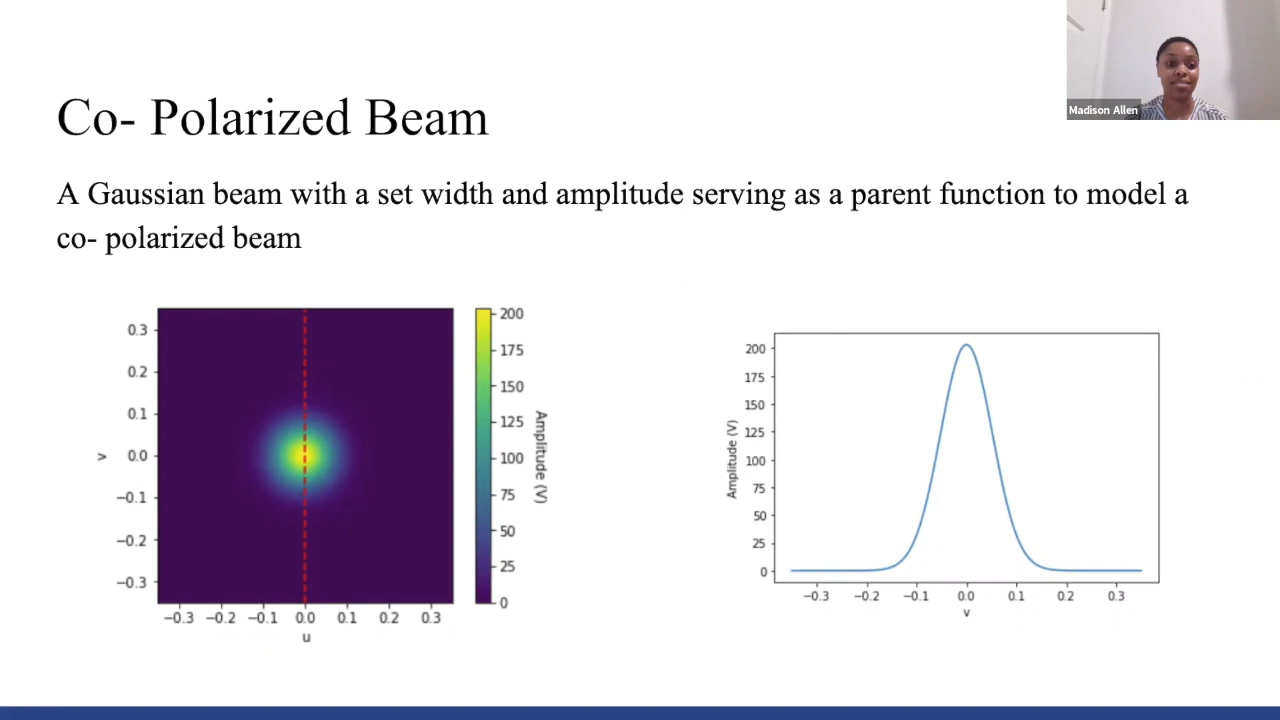 Madison Allen
Co- Polarized Beam
A Gaussian beam with a set width and amplitude serving as a parent function to model a
co- polarized beam
0.3
0.2
0.1
0.0
−0.1
−0.2
−0.3
v
−0.3 −0.2 −0.1 0.0 0.1 0.2 0.3
u
200
175
150
125
100
75
50
25
0
Amplitude (V)
200
175
150
125
100
75
50
25
0
Amplitude (V)
−0.3 −0.2 −0.1 0.0 0.1 0.2 0.3
v